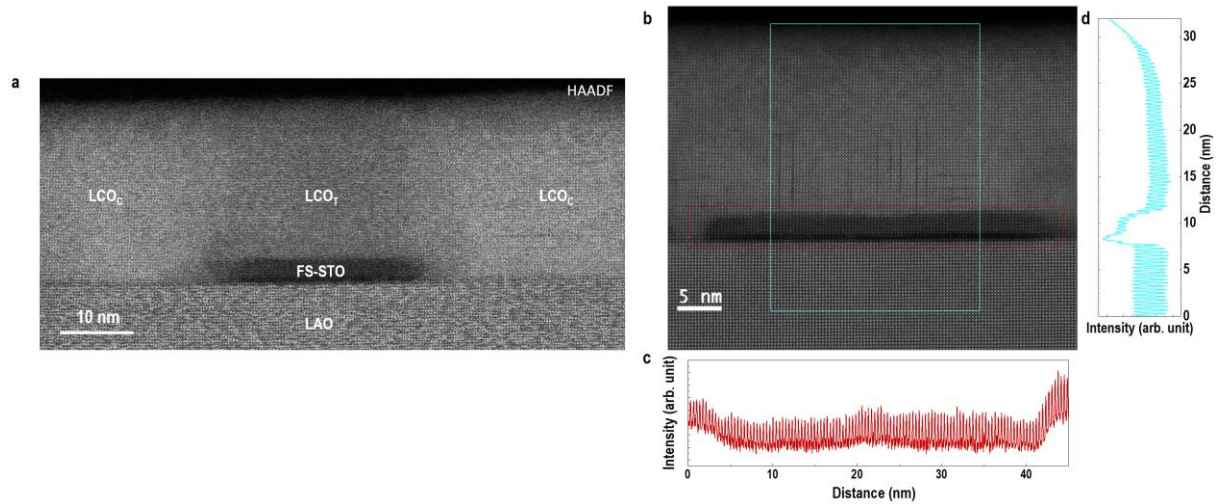 a
HAADF
LCO_C
LCO_T
LCO_C
FS-STO
LAO
10 nm
b
5 nm
c
Intensity (arb. unit)
0
10
20
30
40
Distance (nm)
d
30
25
20
15
10
5
0
Distance (nm)
Intensity (arb. unit)